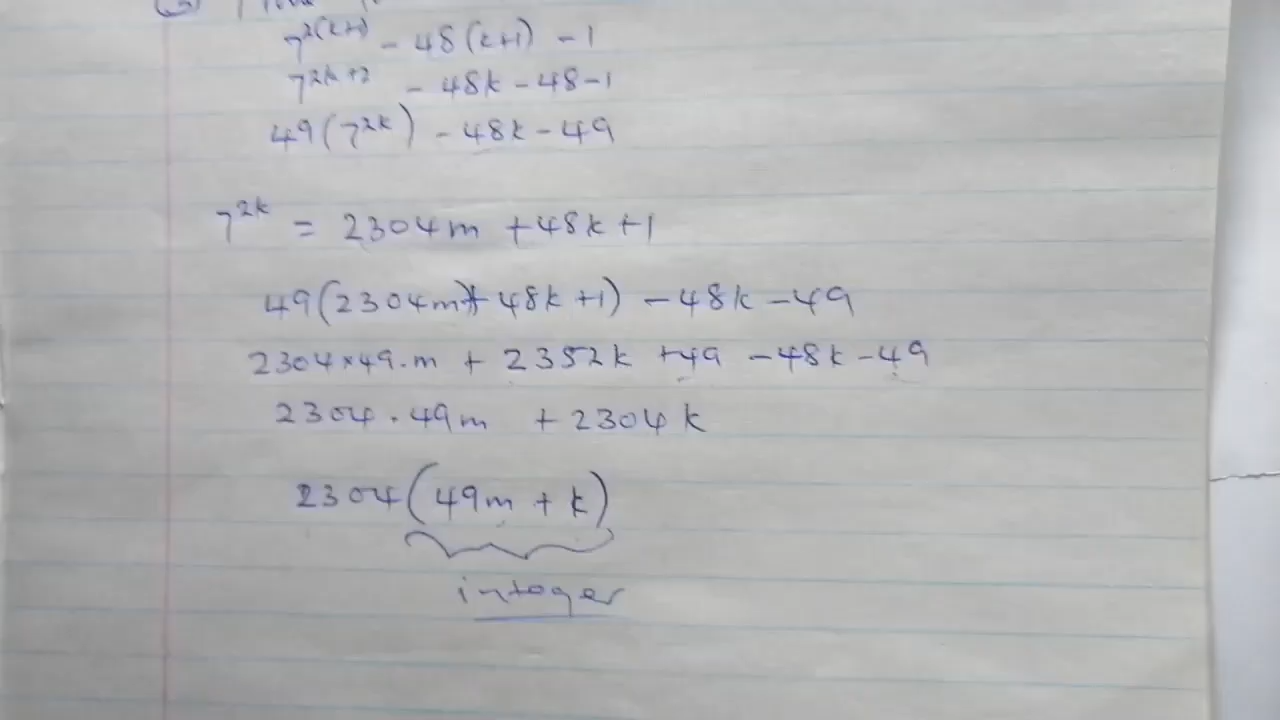 7^{2(k+1)} - 48(k+1) - 1
7^{2k+2} - 48k - 48 - 1
49(7^{2k}) - 48k - 49
7^{2k} = 2304m + 48k + 1
49(2304m + 48k + 1) - 48k - 49
2304×49.m + 2352k + 49 - 48k - 49
2304.49m + 2304k
2304(49m + k)
integer